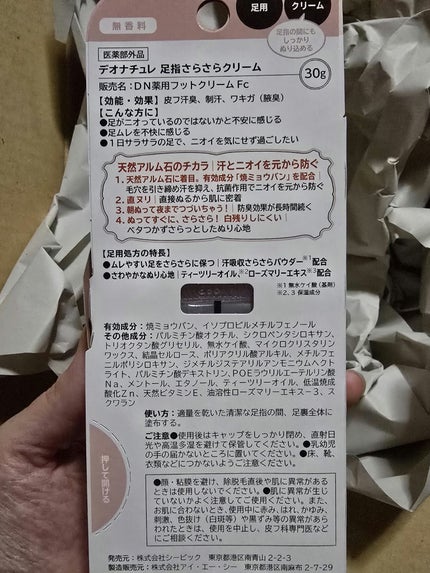 無香料
足用
クリーム
足指の間にも
しっかり
ぬり込める
医薬部外品
デオナチュレ 足指さらさらクリーム
30g
販売名：DN薬用フットクリームFc
【効能・効果】 皮フ汗臭、制汗、ワキガ（腋臭）
【こんな方に】
●足がニオっているのではないかと不安に感じる
●足ムレを不快に感じる
●1日サラサラの足で、ニオイを気にせず過ごしたい
天然アルム石のチカラ｜汗とニオイを元から防ぐ
1. 天然アルム石に着目。有効成分「焼ミョウバン」を配合｜
毛穴を引き締め汗を抑え、抗菌作用でニオイを元から防ぐ
2. 直ヌリ｜直接ぬるから肌に密着
3. 朝ぬって夜までつづいちゃう！｜防臭効果が長時間続く
4. ぬってすぐに、さらさら！ 白残りしにくい｜
ベタつかずさらっとしたぬり心地
【足用処方の特長】
●ムレやすい足をさらさらに保つ｜汗吸収さらさらパウダー※1配合
●さわやかなぬり心地｜ティーツリーオイル、※2ローズマリーエキス※3配合
※1 無水ケイ酸（基剤）
※2、3 保湿成分
有効成分：焼ミョウバン、イソプロピルメチルフェノール
その他成分：パルミチン酸オクチル、シクロペンタシロキサン、
トリオクタン酸グリセリル、無水ケイ酸、マイクロクリスタリン
ワックス、結晶セルロース、ポリアクリル酸アルキル、メチルフェ
ニルポリシロキサン、ジメチルジステアリルアンモニウムヘクト
ライト、パルミチン酸デキストリン、POEラウリルエーテルリン酸
Na、メントール、エタノール、ティーツリーオイル、低温焼成
酸化Zn、天然ビタミンE、油溶性ローズマリーエキス-3、ス
クワラン
使い方：適量を乾いた清潔な足指の間、足裏全体に
塗布する。
ご注意●使用後はキャップをしっかり閉め、直射日
光や高温多湿を避けて保管してください。●乳幼児
の手の届かないところに置いてください。●床、靴、
衣類などにつかないようご注意ください。
●顔・粘膜を避け、除脱毛直後や肌に異常がある
ときは使用しないでください。●肌に異常が生じ
ていないかよく注意してご使用ください。また、
お肌に合わないとき、使用中に赤み、はれ、かゆみ、
刺激、色抜け（白斑等）や黒ずみ等の異常があら
われたときは、使用を中止し、皮フ科専門医など
にご相談ください。
押して開ける
発売元：株式会社シービック 東京都港区南青山2-2-3
製造販売元：株式会社アイ・エー・シー 東京都港区南麻布2-7-29